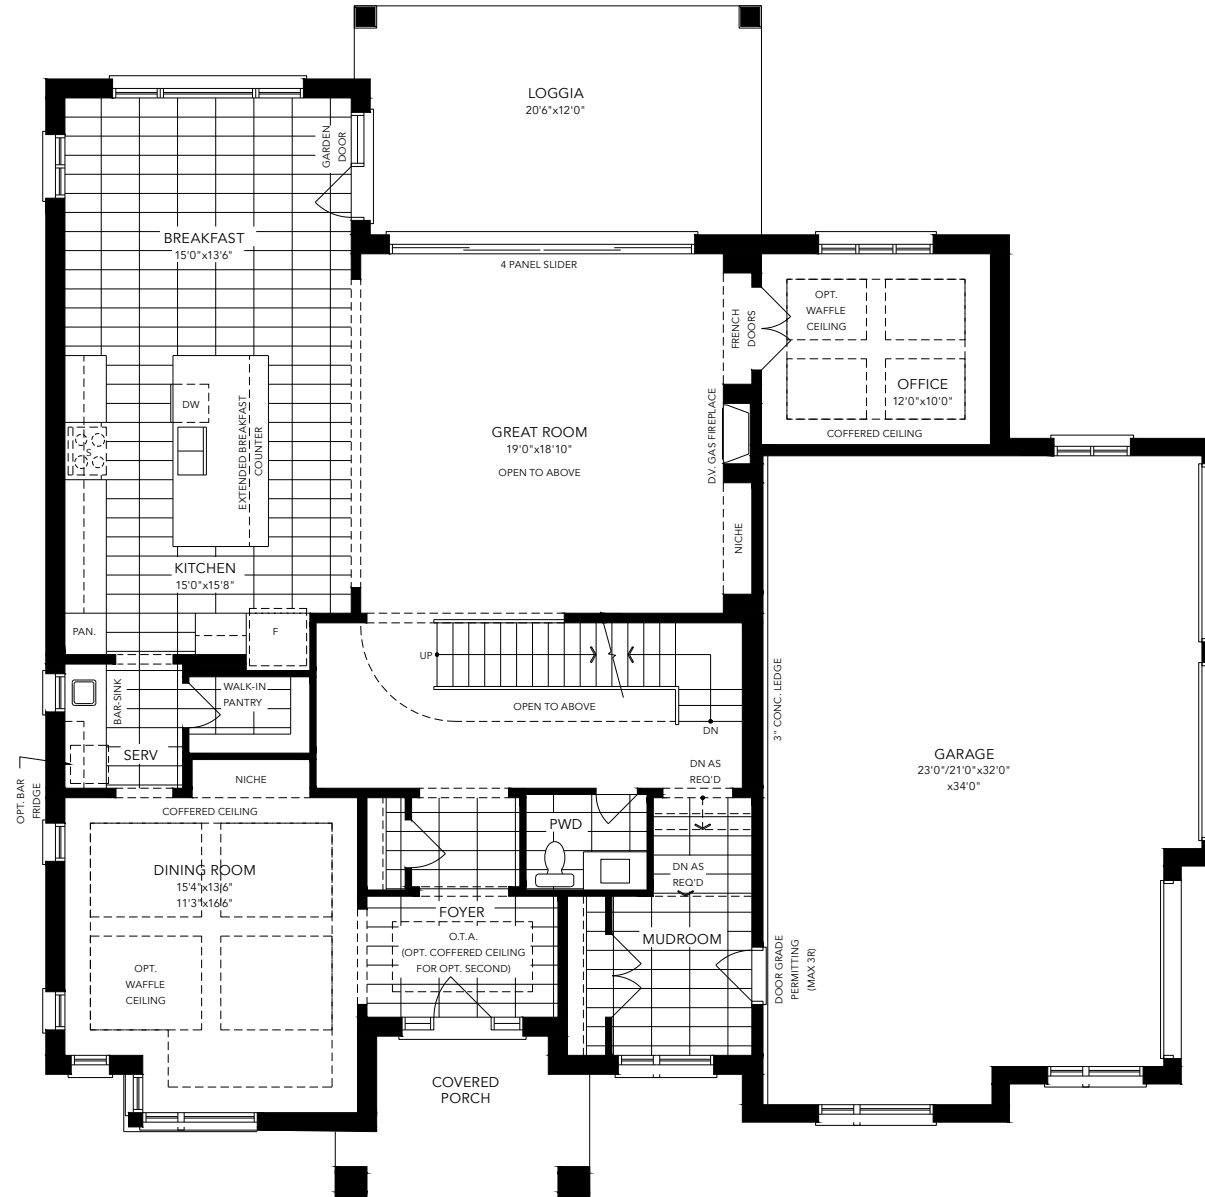 LOGGIA
20'6"x12'0"
GARDEN
DOOR
BREAKFAST
15'0"x13'6"
4 PANEL SLIDER
FRENCH
DOORS
OPT.
WAFFLE
CEILING
OFFICE
12'0"x10'0"
COFFERED CEILING
DW
S
EXTENDED BREAKFAST
COUNTER
GREAT ROOM
19'0"x18'10"
OPEN TO ABOVE
D.V. GAS FIREPLACE
NICHE
KITCHEN
15'0"x15'8"
PAN.
F
UP
OPEN TO ABOVE
DN
BAR-SINK
WALK-IN
PANTRY
SERV
OPT. BAR
FRIDGE
NICHE
COFFERED CEILING
DN AS
REQ'D
3" CONC. LEDGE
GARAGE
23'0"/21'0"x32'0"
x34'0"
PWD
DN AS
REQ'D
DINING ROOM
15'4"x13'6"
11'3"x16'6"
OPT.
WAFFLE
CEILING
FOYER
O.T.A.
(OPT. COFFERED CEILING
FOR OPT. SECOND)
MUDROOM
DOOR GRADE
PERMITTING
(MAX 3R)
COVERED
PORCH